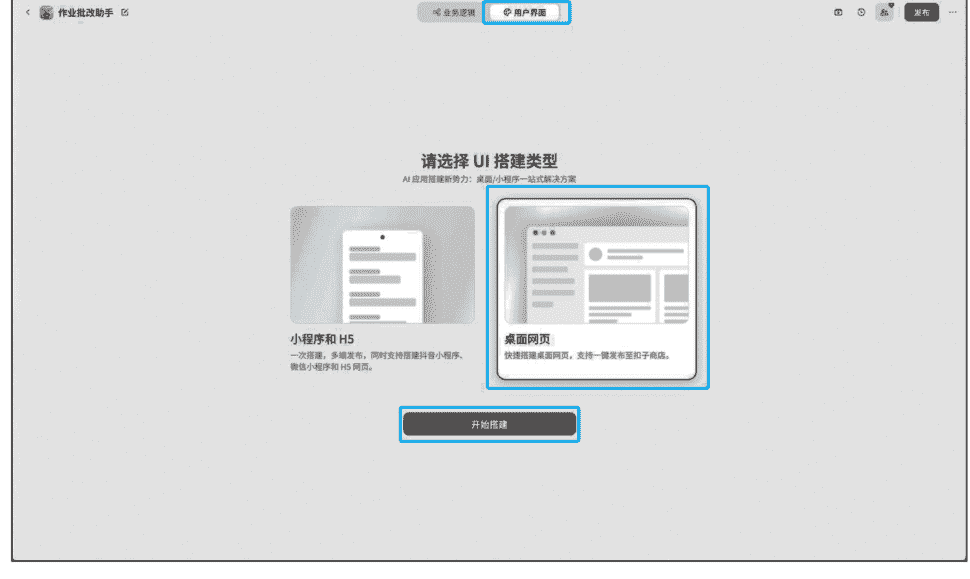 作业批改助手
业务逻辑
用户界面
发布
请选择 UI 搭建类型
AI 应用搭建新势力：桌面/小程序一站式解决方案
小程序和 H5
一次搭建，多端发布，同时支持搭建抖音小程序、
微信小程序和 H5 网页。
桌面网页
快捷搭建桌面网页，支持一键发布至扣子商店。
开始搭建